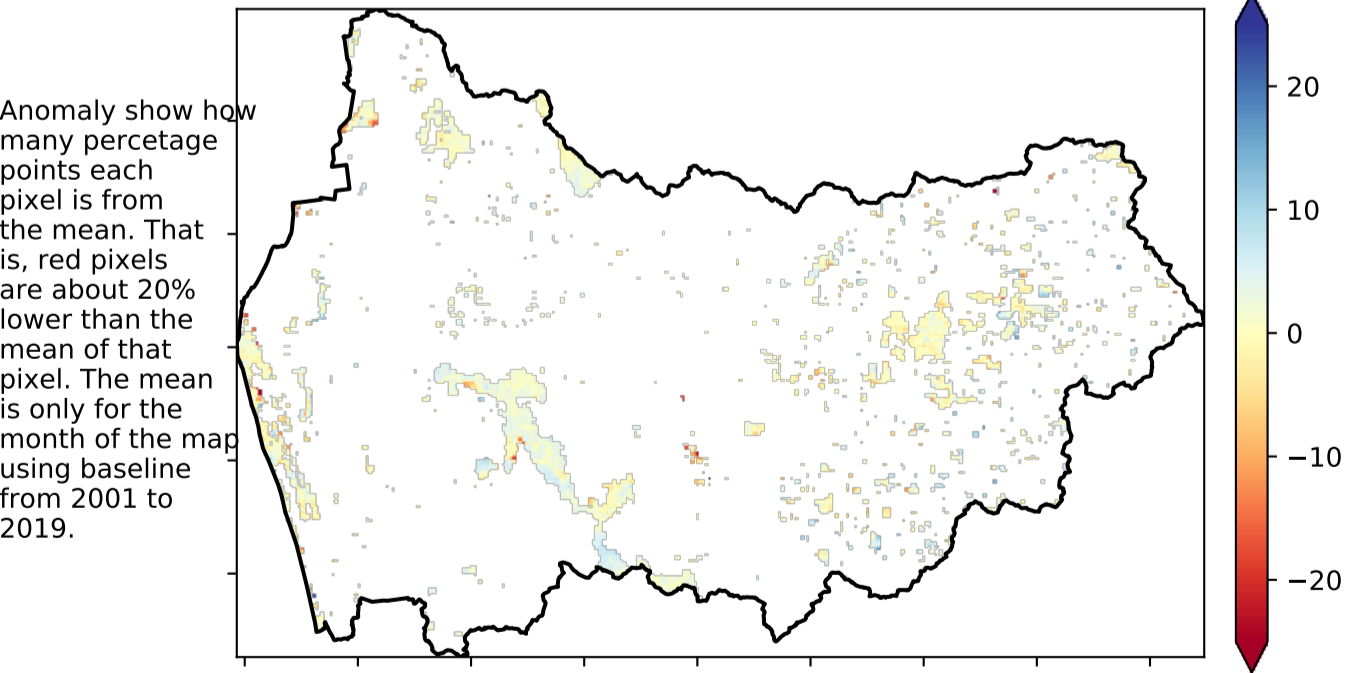 Anomaly show how
many percetage
points each
pixel is from
the mean. That
is, red pixels
are about 20%
lower than the
mean of that
pixel. The mean
is only for the
month of the map
using baseline
from 2001 to
2019.
20
10
0
−10
−20